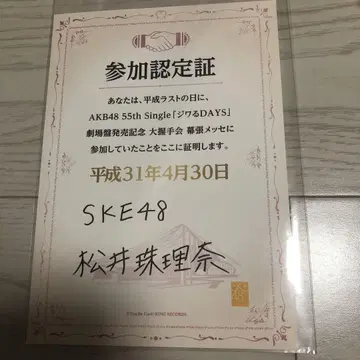 参加認定証
あなたは、平成ラストの日に、
AKB48 55th Single「ジワるDAYS」
劇場盤発売記念 大握手会 幕張メッセに
参加していたことをここに証明します。
平成31年4月30日
SKE48
松井珠理奈